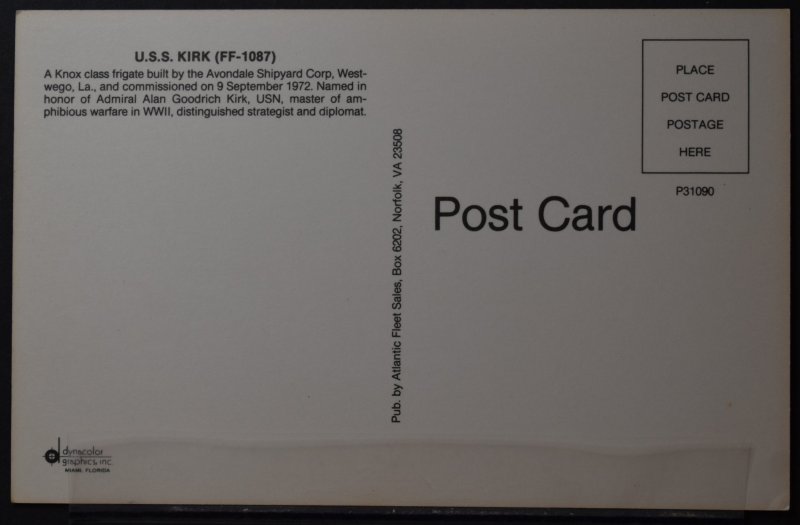 U.S.S. KIRK (FF-1087)
A Knox class frigate built by the Avondale Shipyard Corp, West-
wego, La., and commissioned on 9 September 1972. Named in
honor of Admiral Alan Goodrich Kirk, USN, master of am-
phibious warfare in WWII, distinguished strategist and diplomat.
Pub. by Atlantic Fleet Sales, Box 6202, Norfolk, VA 23508
PLACE
POST CARD
POSTAGE
HERE
P31090
Post Card
dynacolor
graphics, inc.
MIAMI, FLORIDA